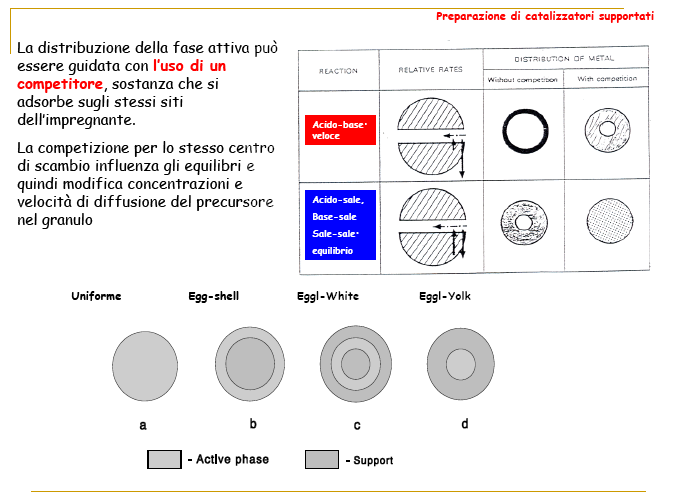 Preparazione di catalizzatori supportati
La distribuzione della fase attiva può
essere guidata con l'uso di un
competitore, sostanza che si
adsorbe sugli stessi siti
dell'impregnante.
La competizione per lo stesso centro
di scambio influenza gli equilibri e
quindi modifica concentrazioni e
velocità di diffusione del precursore
nel granulo
REACTION
RELATIVE RATES
DISTRIBUTION OF METAL
Without competition
With competition
Acido-base·
veloce
Acido-sale,
Base-sale
Sale-sale·
equilibrio
Uniforme
Egg-shell
Eggl-White
Eggl-Yolk
a
b
c
d
- Active phase
- Support